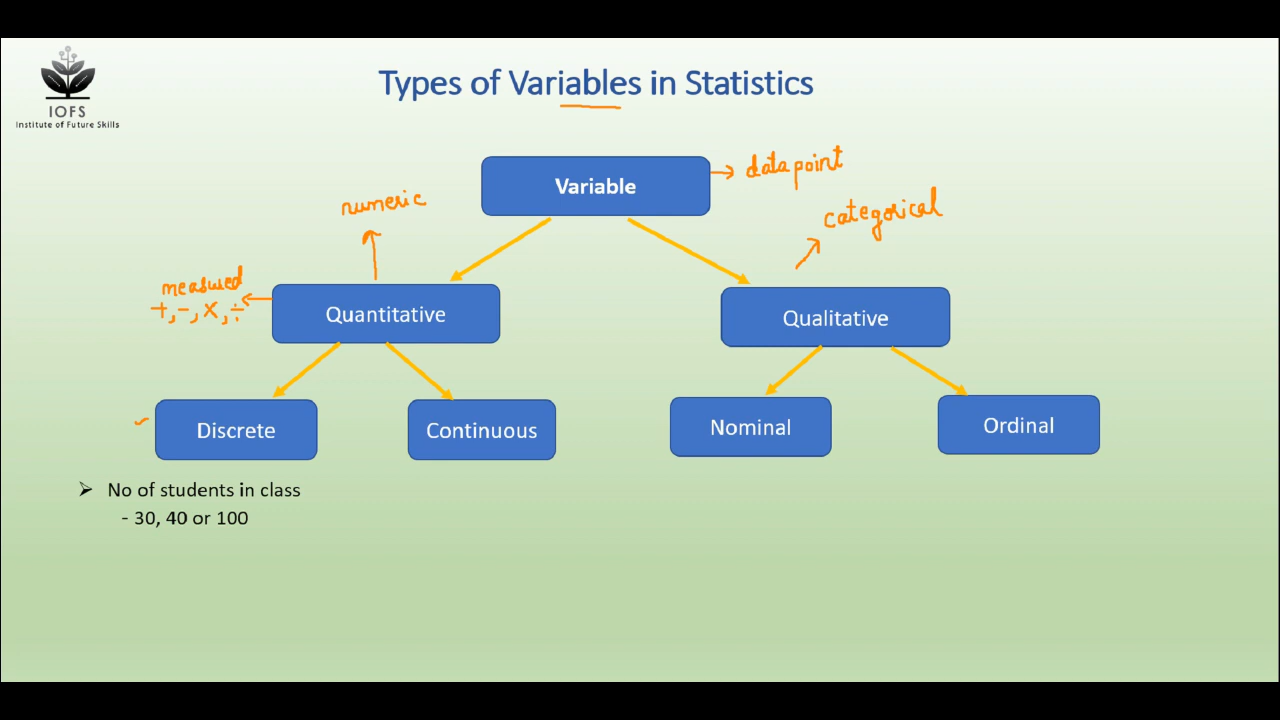 IOFS
Institute of Future Skills
Types of Variables in Statistics
Variable
data point
numeric
categorical
measured
+, -, x, ÷
Quantitative
Qualitative
Discrete
Continuous
Nominal
Ordinal
➢ No of students in class
- 30, 40 or 100